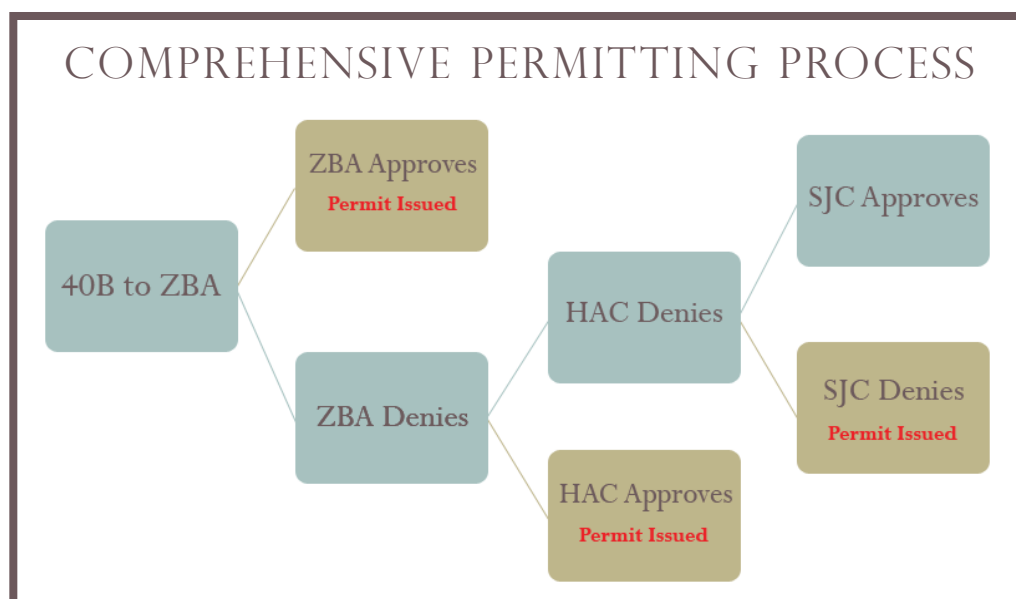 COMPREHENSIVE PERMITTING PROCESS
40B to ZBA
ZBA Approves
Permit Issued
ZBA Denies
HAC Denies
HAC Approves
Permit Issued
SJC Approves
SJC Denies
Permit Issued